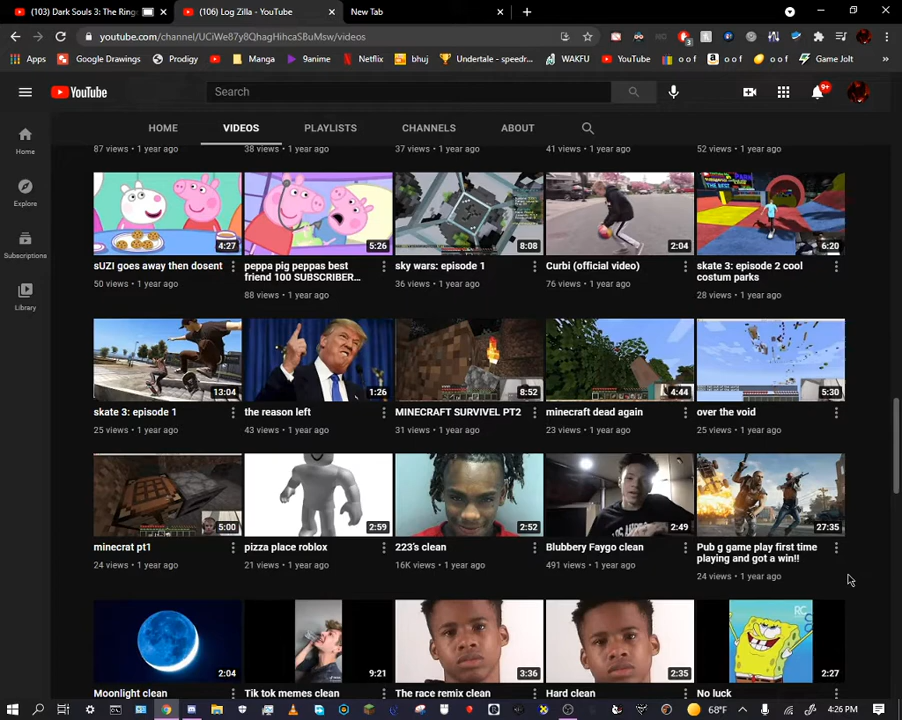 (103) Dark Souls 3: The Ringe
(106) Log Zilla - YouTube
New Tab
youtube.com/channel/UCiWe87y8QhagHihcaSBuMsw/videos
Apps Google Drawings Prodigy Manga 9anime Netflix bhuj Undertale - speedr... WAKFU YouTube o o f o o f o o f Game Jolt
YouTube
Search
9+
HOME VIDEOS PLAYLISTS CHANNELS ABOUT
Home
Explore
Subscriptions
Library
87 views • 1 year ago 38 views • 1 year ago 37 views • 1 year ago 41 views • 1 year ago 52 views • 1 year ago
4:27 5:26 8:08 2:04 6:20
sUZI goes away then dosent
50 views • 1 year ago
peppa pig peppas best
friend 100 SUBSCRIBER...
88 views • 1 year ago
sky wars: episode 1
36 views • 1 year ago
Curbi (official video)
76 views • 1 year ago
skate 3: episode 2 cool
costum parks
28 views • 1 year ago
13:04 1:26 8:52 4:44 5:30
skate 3: episode 1
25 views • 1 year ago
the reason left
43 views • 1 year ago
MINECRAFT SURVIVEL PT2
31 views • 1 year ago
minecraft dead again
23 views • 1 year ago
over the void
25 views • 1 year ago
5:00 2:59 2:52 2:49 27:35
minecrat pt1
24 views • 1 year ago
pizza place roblox
21 views • 1 year ago
223's clean
16K views • 1 year ago
Blubbery Faygo clean
491 views • 1 year ago
Pub g game play first time
playing and got a win!!
24 views • 1 year ago
RC
2:04 9:21 3:36 2:35 2:27
Moonlight clean
Tik tok memes clean
The race remix clean
Hard clean
No luck
68°F
4:26 PM